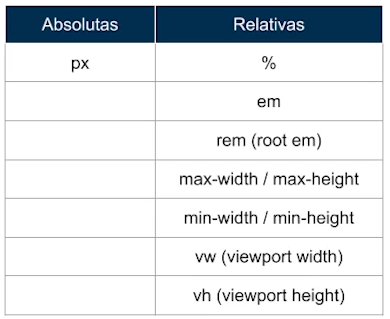 Absolutas Relativas
px %
em
rem (root em)
max-width / max-height
min-width / min-height
vw (viewport width)
vh (viewport height)